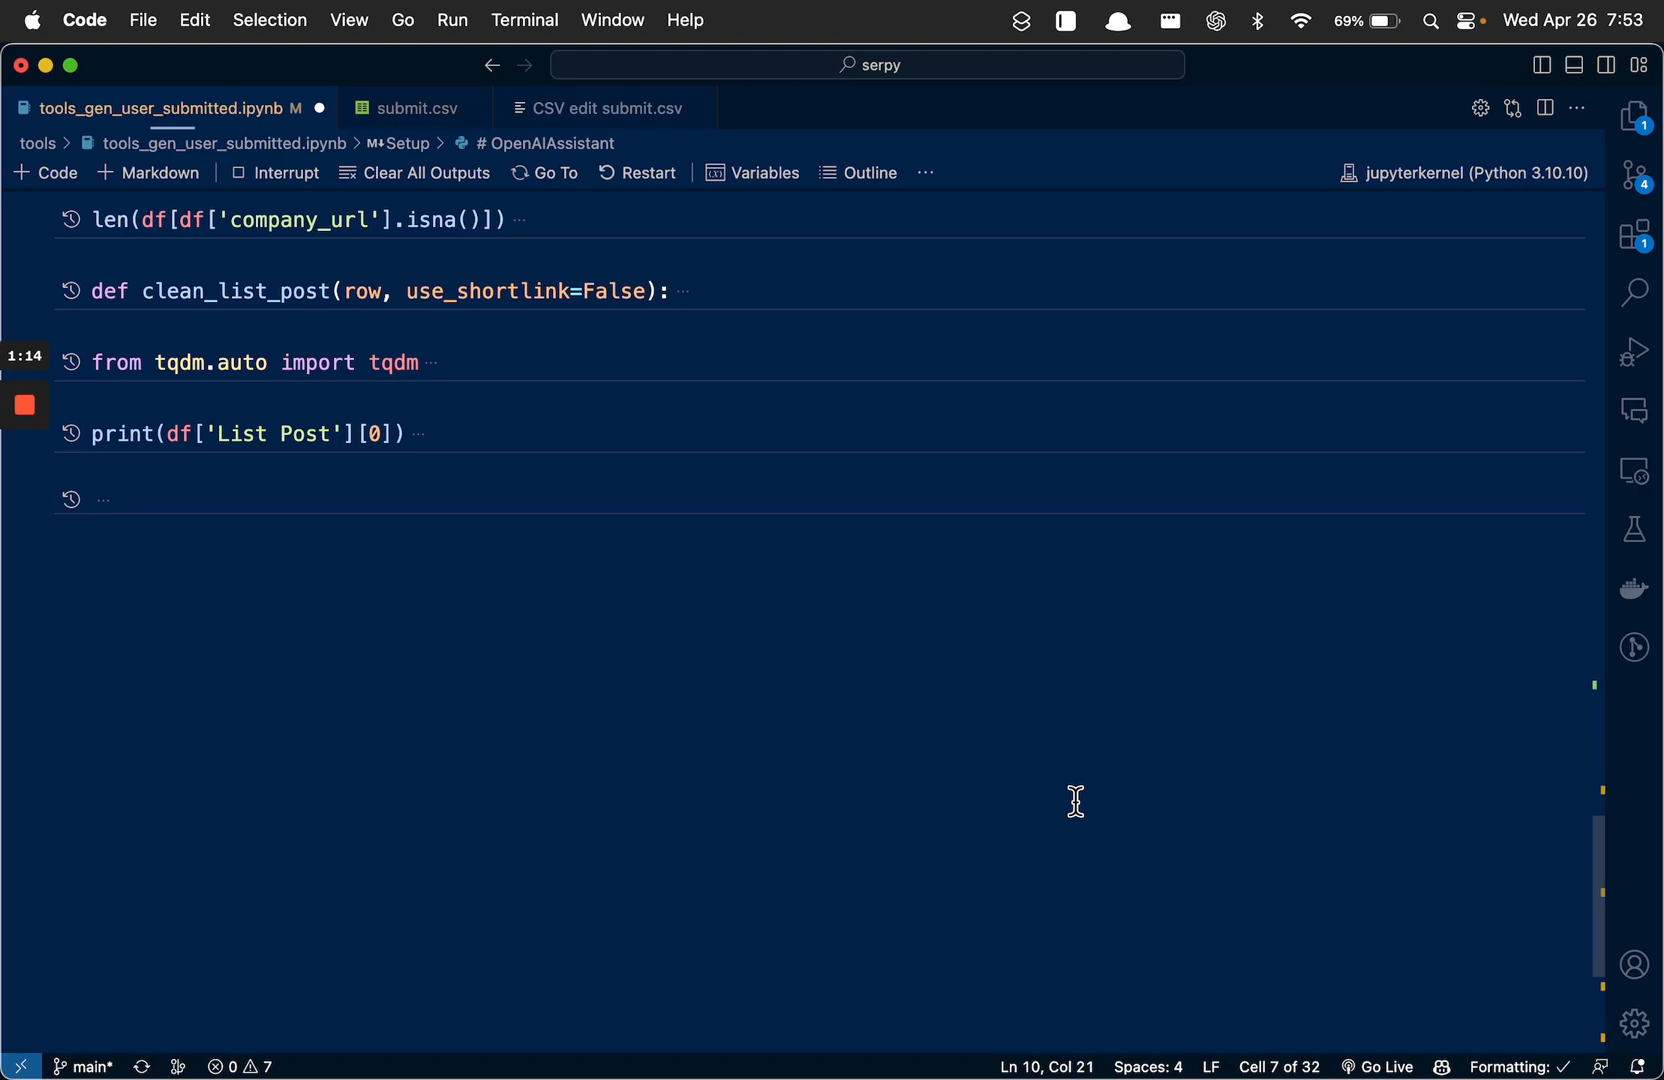 Code File Edit Selection View Go Run Terminal Window Help 69% Wed Apr 26 7:53
serpy
tools_gen_user_submitted.ipynb M submit.csv CSV edit submit.csv
tools > tools_gen_user_submitted.ipynb > M↓Setup > # OpenAIAssistant
+ Code + Markdown Interrupt Clear All Outputs Go To Restart Variables Outline ··· jupyterkernel (Python 3.10.10)
len(df[df['company_url'].isna()]) ···
def clean_list_post(row, use_shortlink=False): ···
from tqdm.auto import tqdm ···
print(df['List Post'][0]) ···
···
1:14
1
4
1
main* 0 7 Ln 10, Col 21 Spaces: 4 LF Cell 7 of 32 Go Live Formatting: ✓